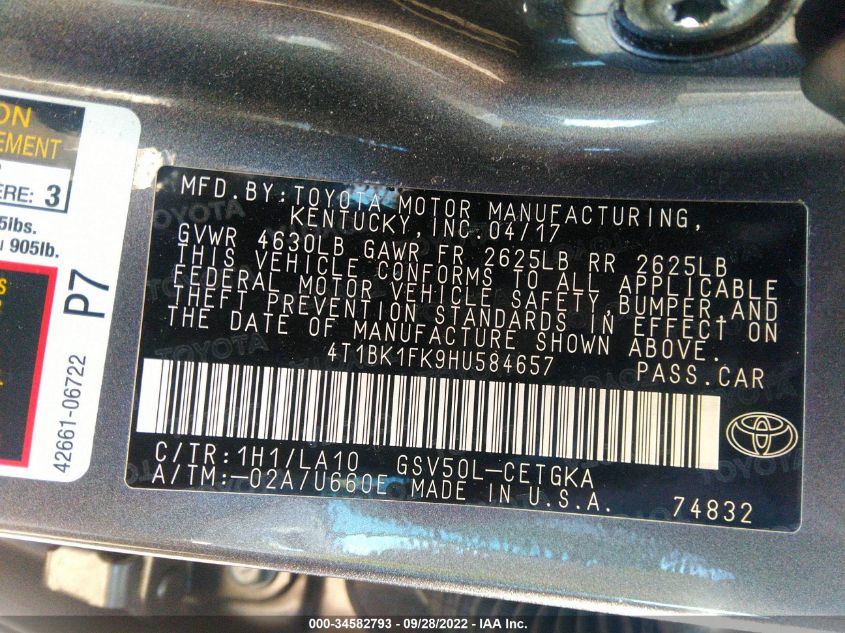 ON
EMENT
ERE: 3
5lbs.
905lb.
S
P7
42661-06722
MFD.BY:TOYOTA MOTOR MANUFACTURING,
KENTUCKY,INC.04/17
GVWR 4630LB GAWR FR 2625LB RR 2625LB
THIS VEHICLE CONFORMS TO ALL APPLICABLE
FEDERAL MOTOR VEHICLE SAFETY,BUMPER,AND
THEFT PREVENTION STANDARDS IN EFFECT ON
THE DATE OF MANUFACTURE SHOWN ABOVE.
4T1BK1FK9HU584657 PASS.CAR
C/TR:1H1/LA10 GSV50L-CETGKA
A/TM:-02A/U660E MADE IN U.S.A. 74832
000-34582793 - 09/28/2022 - IAA Inc.